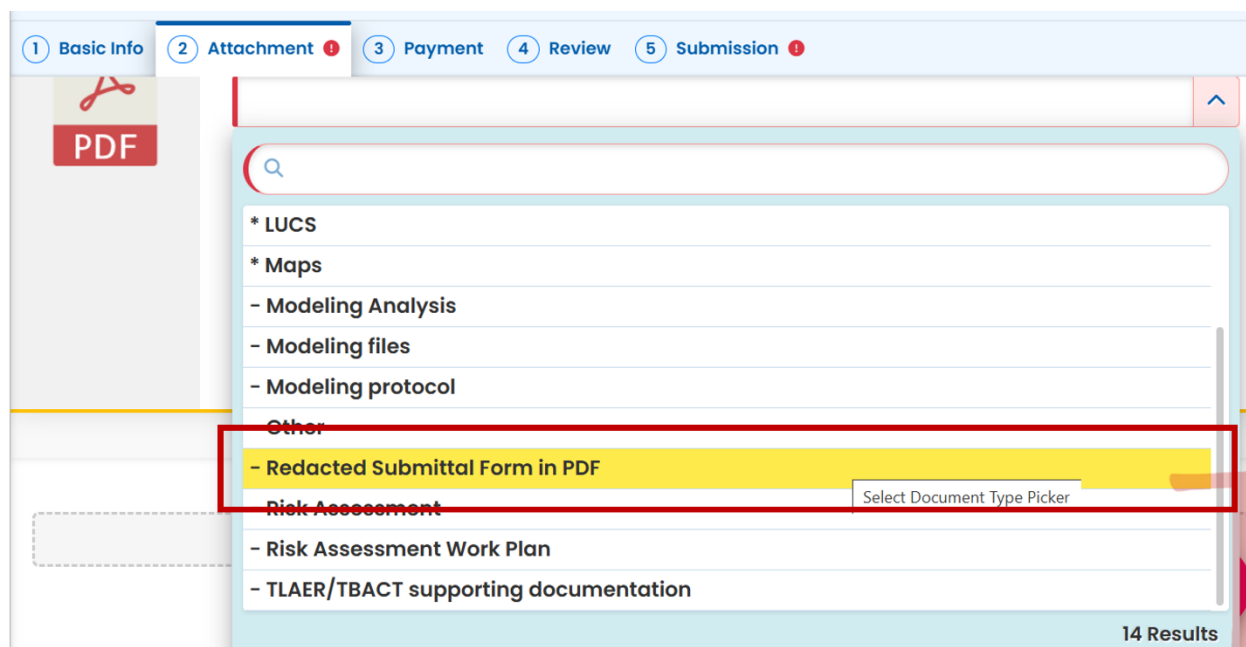 1 Basic Info 2 Attachment ! 3 Payment 4 Review 5 Submission !
PDF
* LUCS
* Maps
- Modeling Analysis
- Modeling files
- Modeling protocol
- Other
- Redacted Submittal Form in PDF
Select Document Type Picker
- Risk Assessment
- Risk Assessment Work Plan
- TLAER/TBACT supporting documentation
14 Results